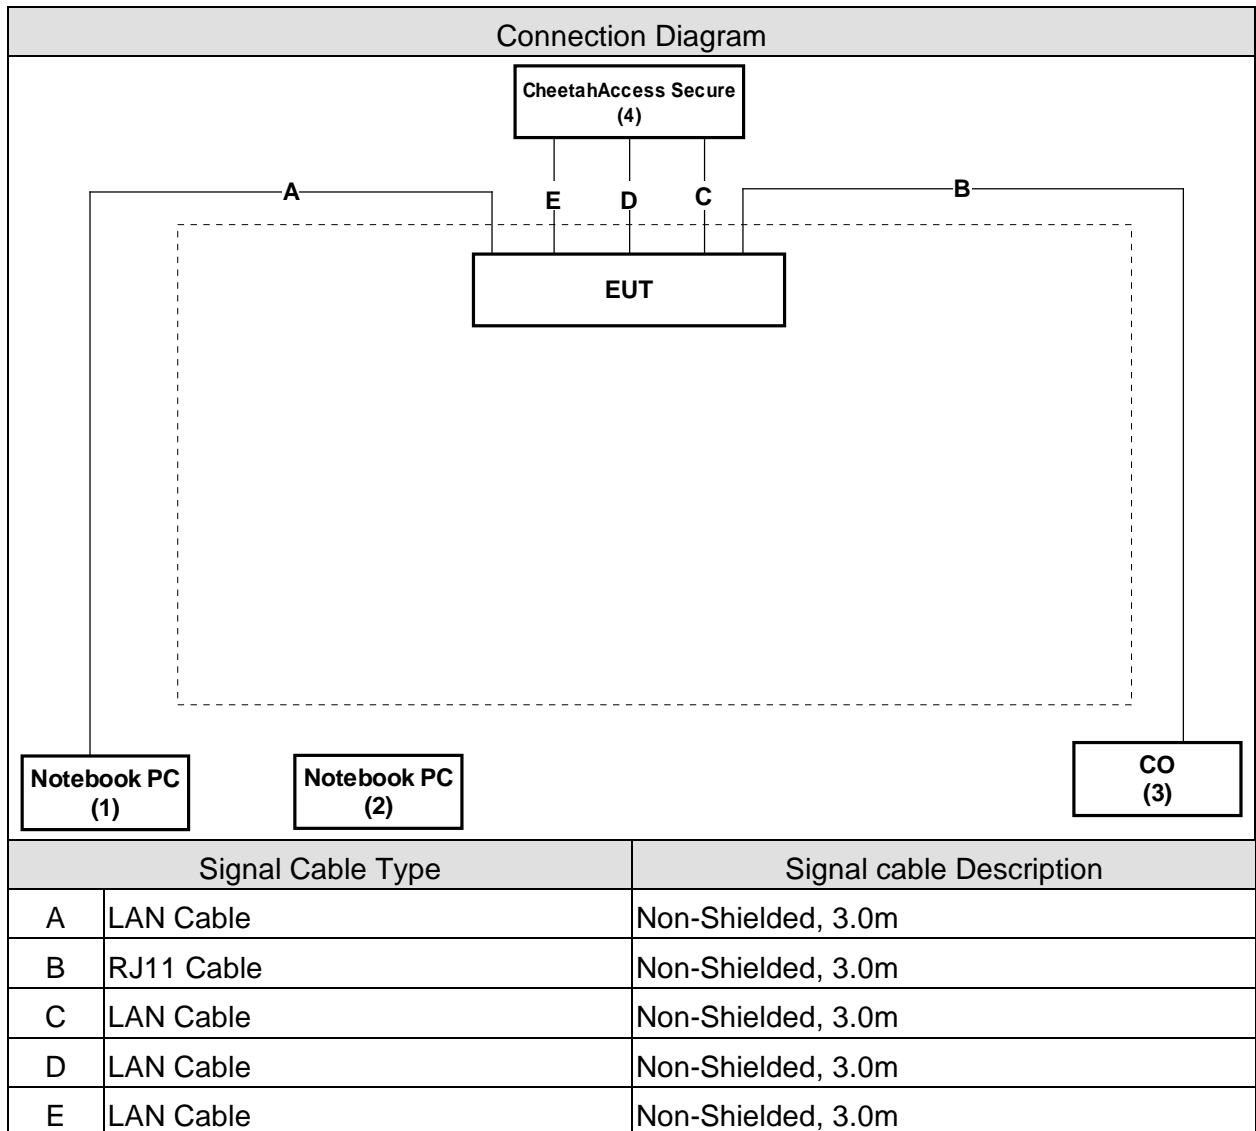 Connection Diagram
CheetahAccess Secure
(4)
A
E
D
C
B
EUT
Notebook PC
(1)
Notebook PC
(2)
CO
(3)
Signal Cable Type Signal cable Description
A LAN Cable Non-Shielded, 3.0m
B RJ11 Cable Non-Shielded, 3.0m
C LAN Cable Non-Shielded, 3.0m
D LAN Cable Non-Shielded, 3.0m
E LAN Cable Non-Shielded, 3.0m